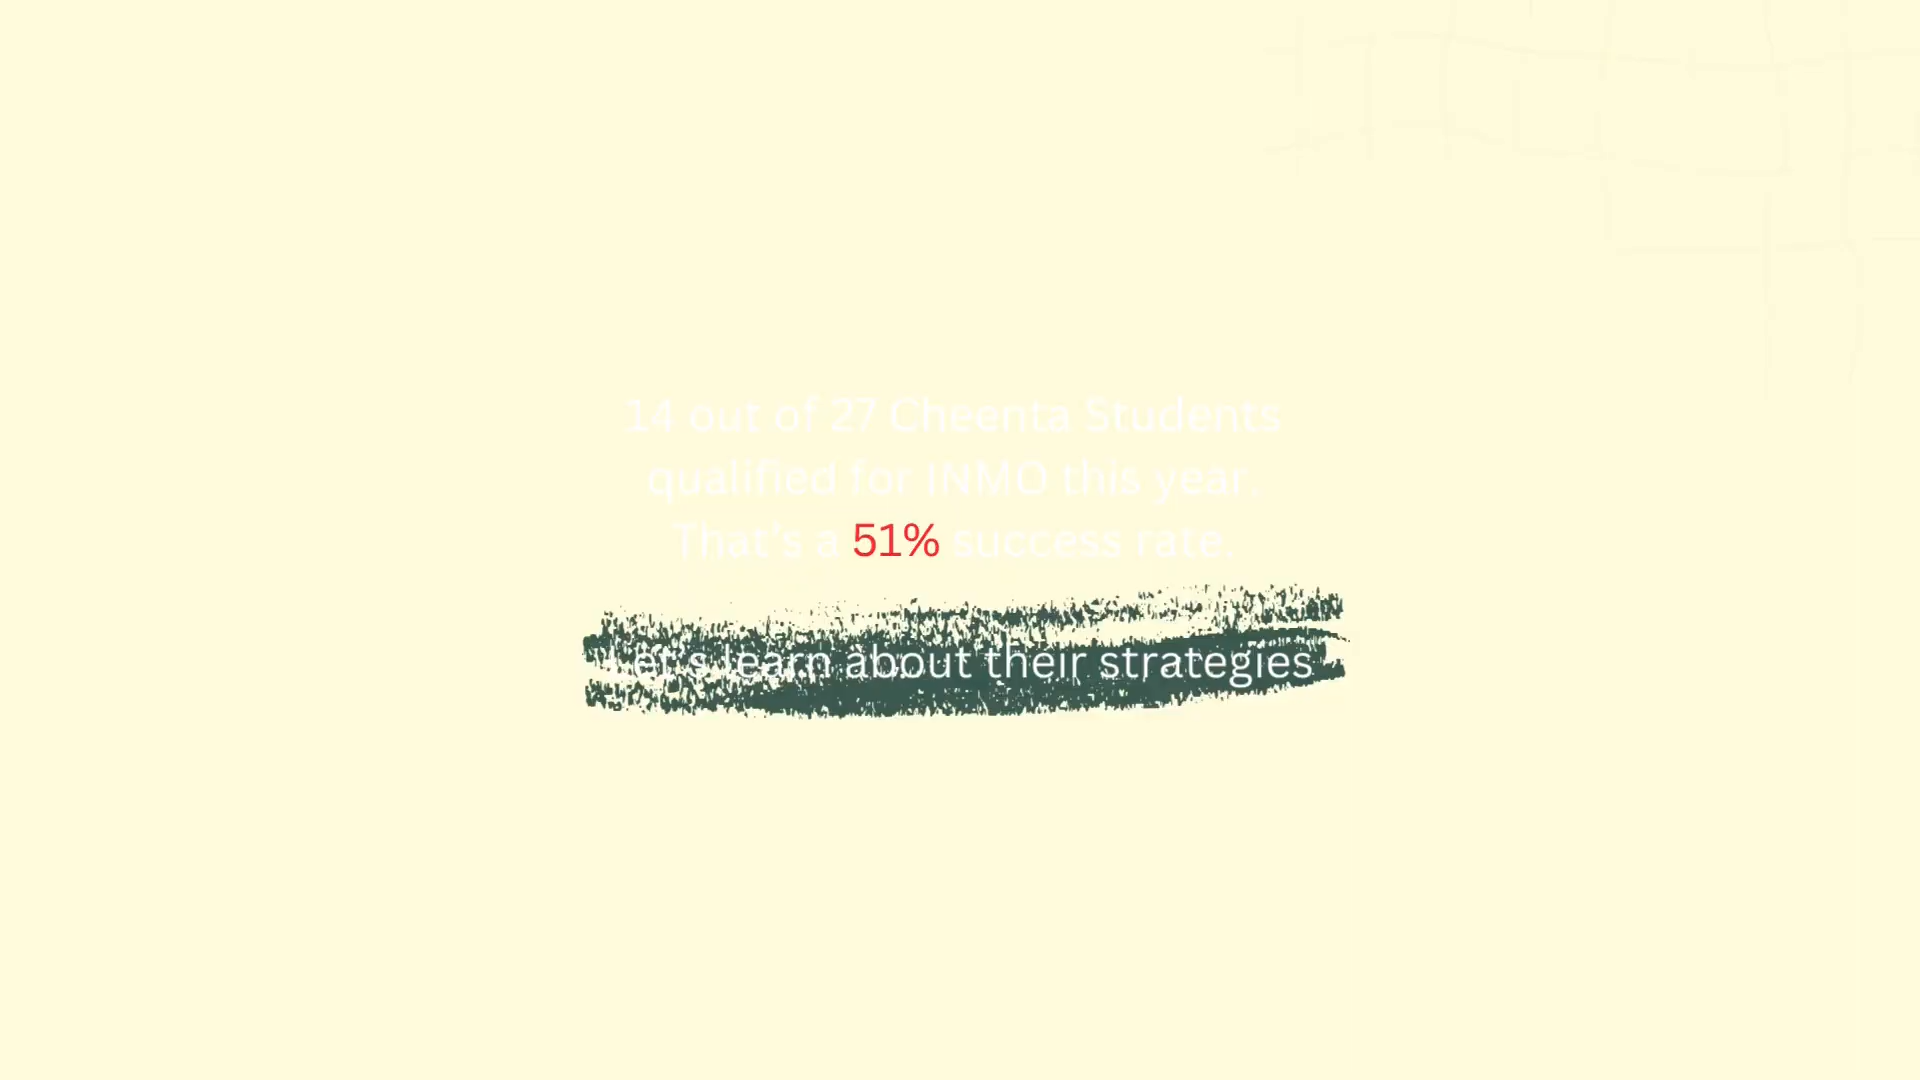 14 out of 27 Cheenta Students
qualified for INMO this year.
That's a 51% success rate.
Let's learn about their strategies